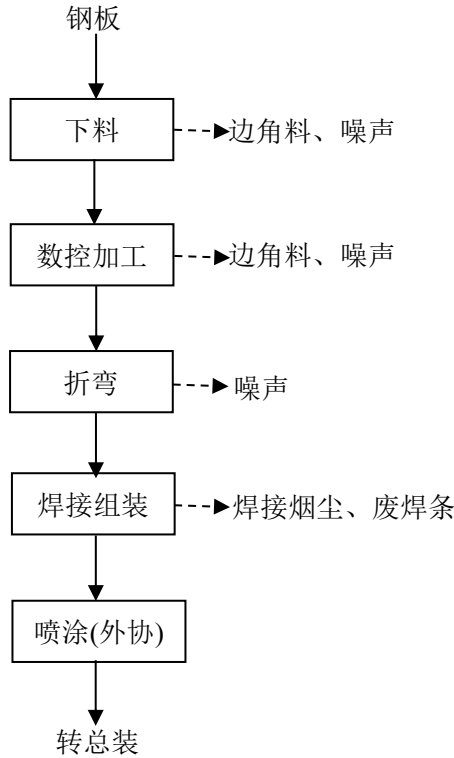 钢板
下料
边角料、噪声
数控加工
边角料、噪声
折弯
噪声
焊接组装
焊接烟尘、废焊条
喷涂(外协)
转总装